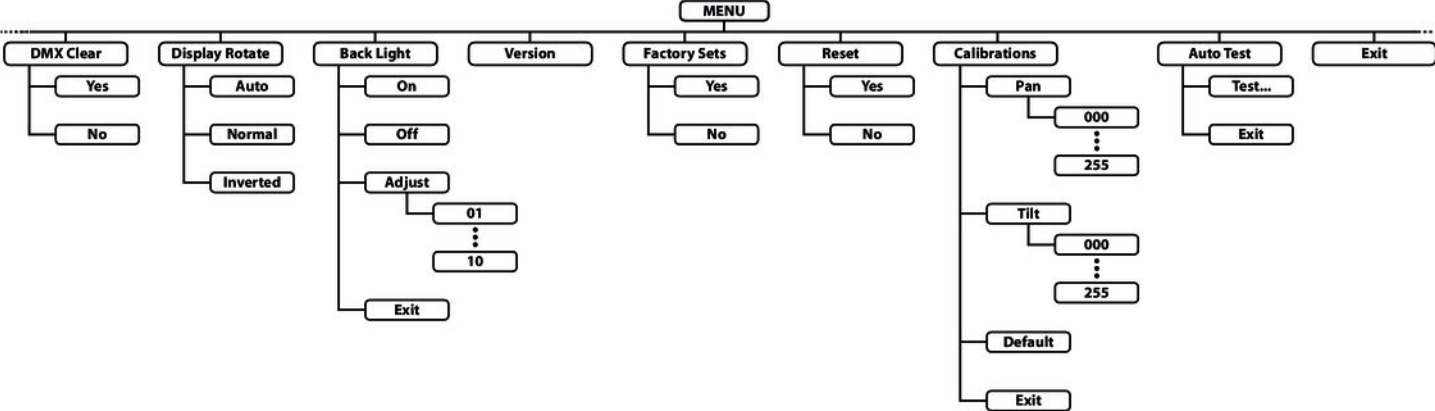 MENU
DMX Clear
Yes
No
Display Rotate
Auto
Normal
Inverted
Back Light
On
Off
Adjust
01
10
Exit
Version
Factory Sets
Yes
No
Reset
Yes
No
Calibrations
Pan
000
255
Tilt
000
255
Default
Exit
Auto Test
Test...
Exit
Exit